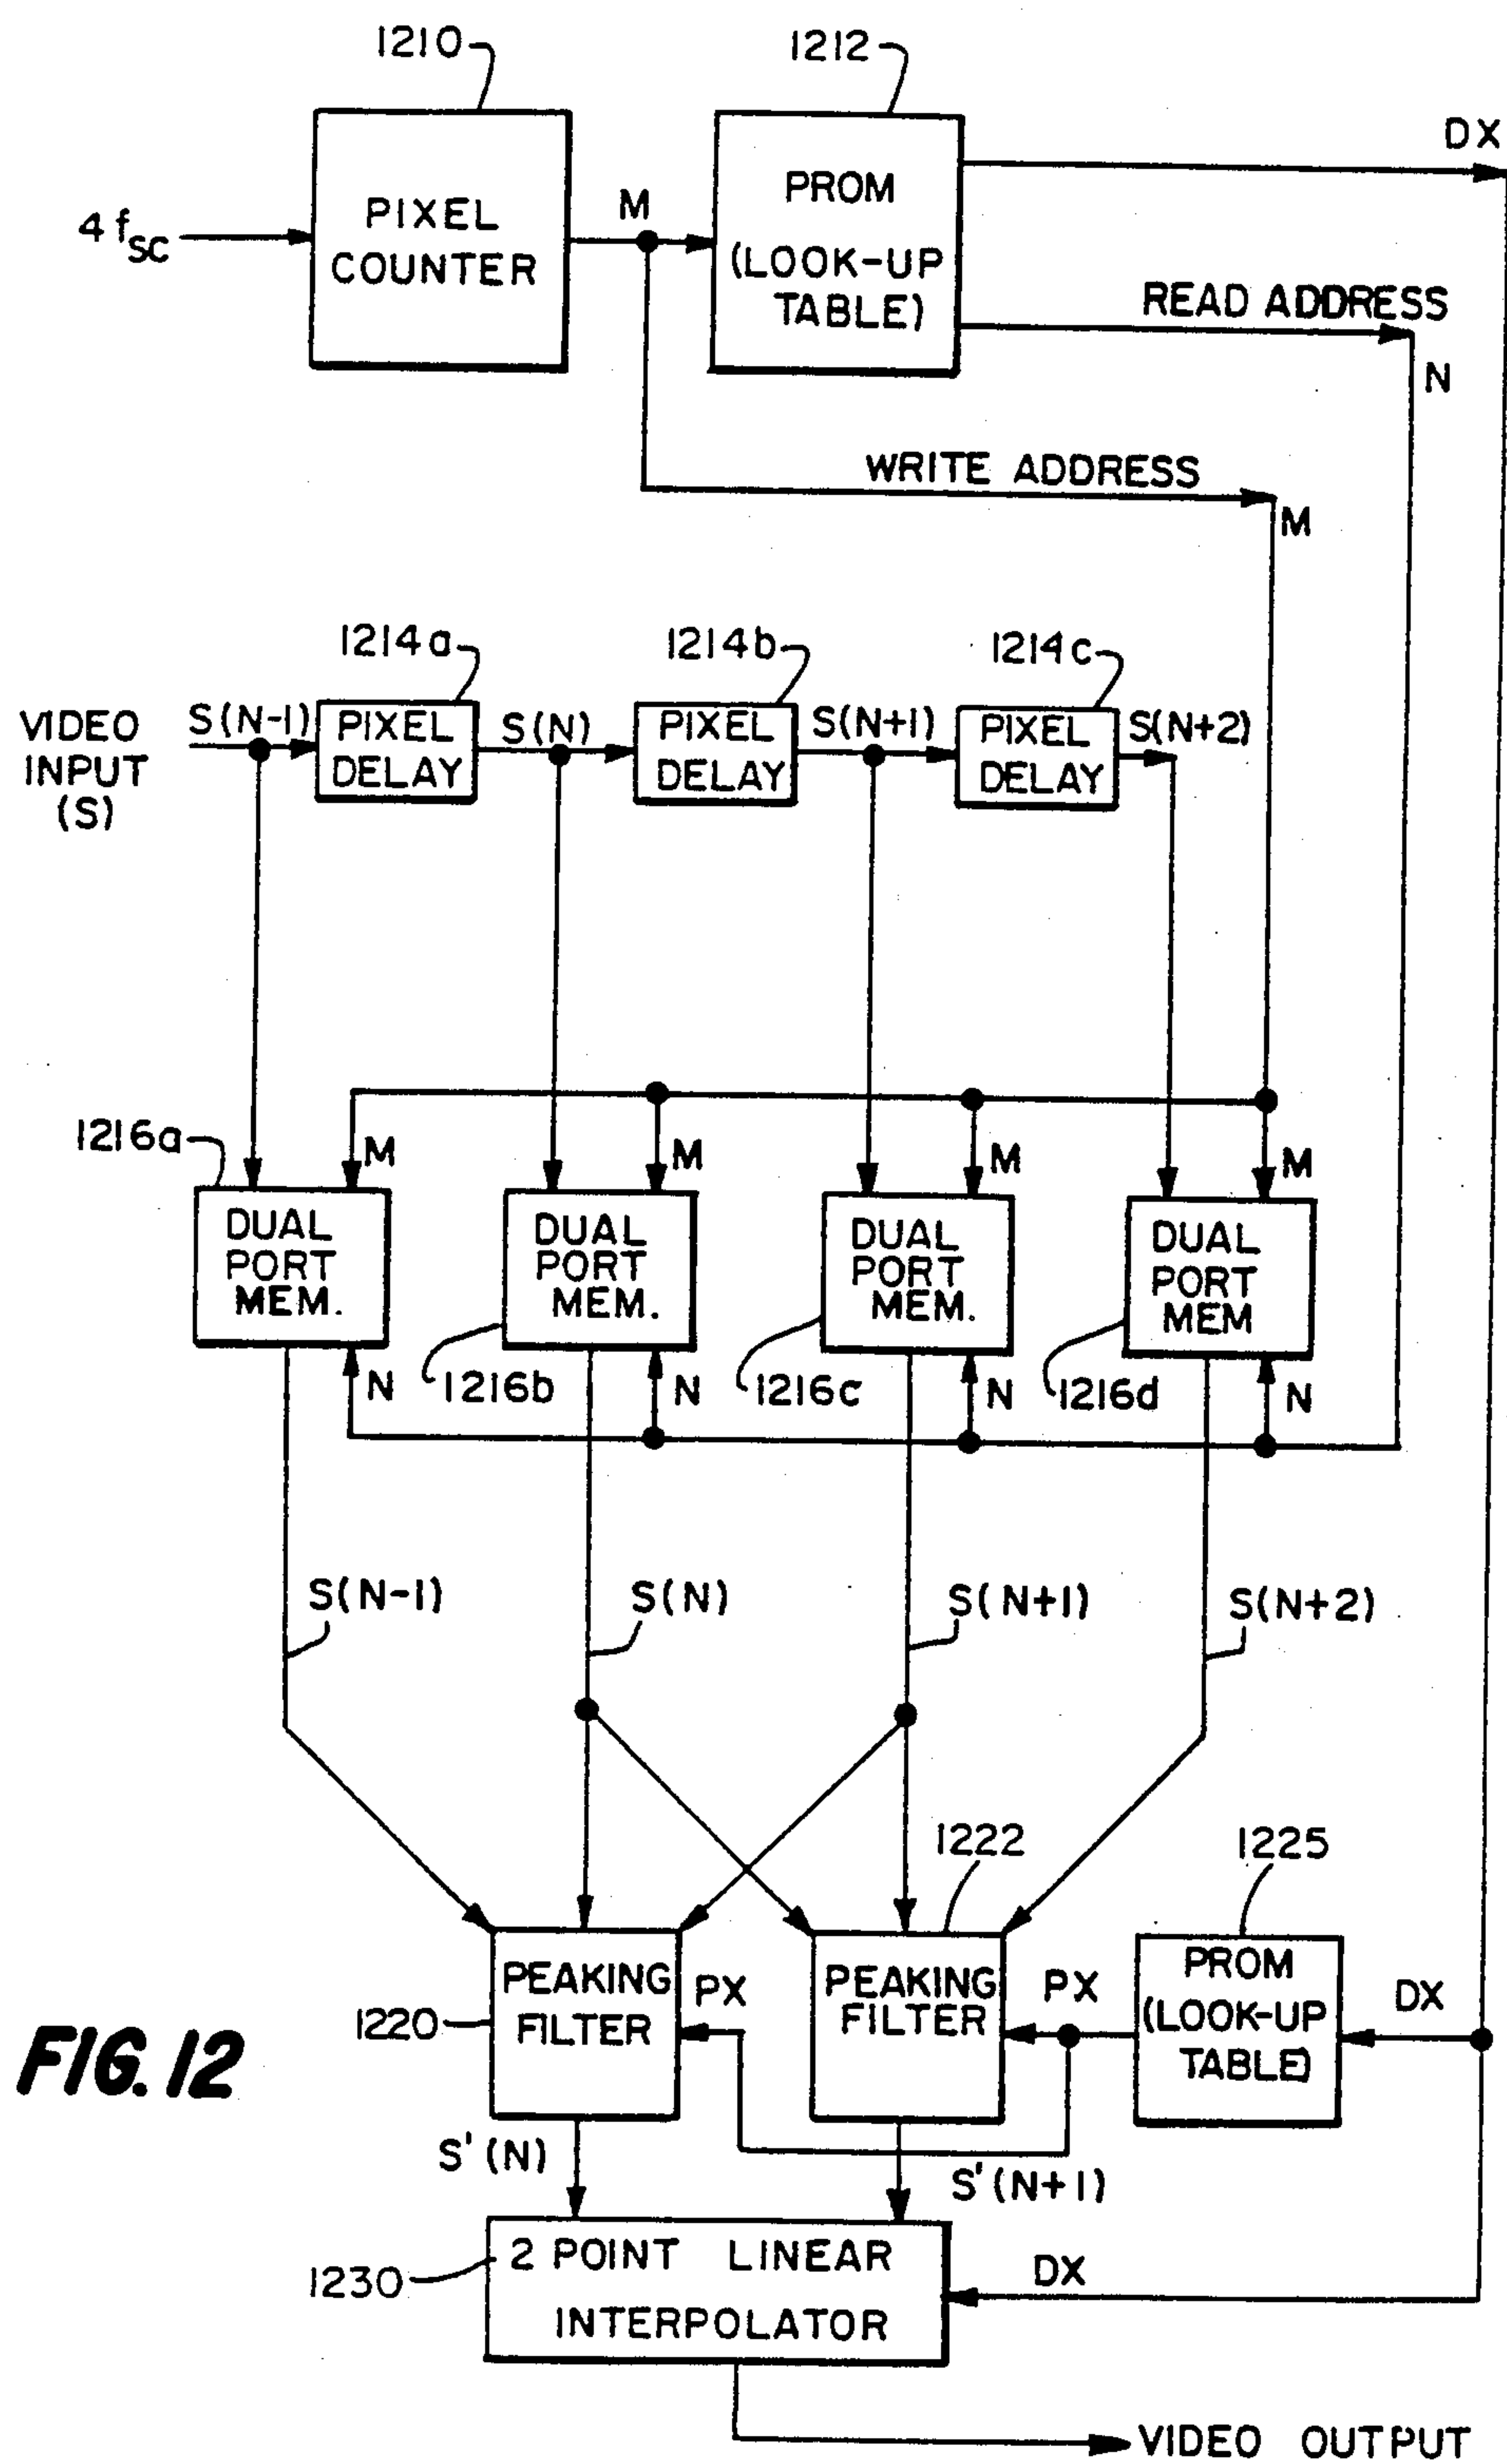 1210
1212
DX
4 fSC
PIXEL
COUNTER
M
PROM
(LOOK-UP
TABLE)
READ ADDRESS
N
WRITE ADDRESS
M
1214a
1214b
1214c
VIDEO
INPUT
(S)
S(N-1)
PIXEL
DELAY
S(N)
PIXEL
DELAY
S(N+1)
PIXEL
DELAY
S(N+2)
1216a
M
M
M
M
DUAL
PORT
MEM.
DUAL
PORT
MEM.
DUAL
PORT
MEM.
DUAL
PORT
MEM
N
1216b
N
1216c
N
1216d
N
S(N-1)
S(N)
S(N+1)
S(N+2)
1222
1225
PEAKING
FILTER
1220
PX
PEAKING
FILTER
PX
PROM
(LOOK-UP
TABLE)
DX
FIG. 12
S'(N)
S'(N+1)
1230
2 POINT LINEAR
INTERPOLATOR
DX
VIDEO OUTPUT